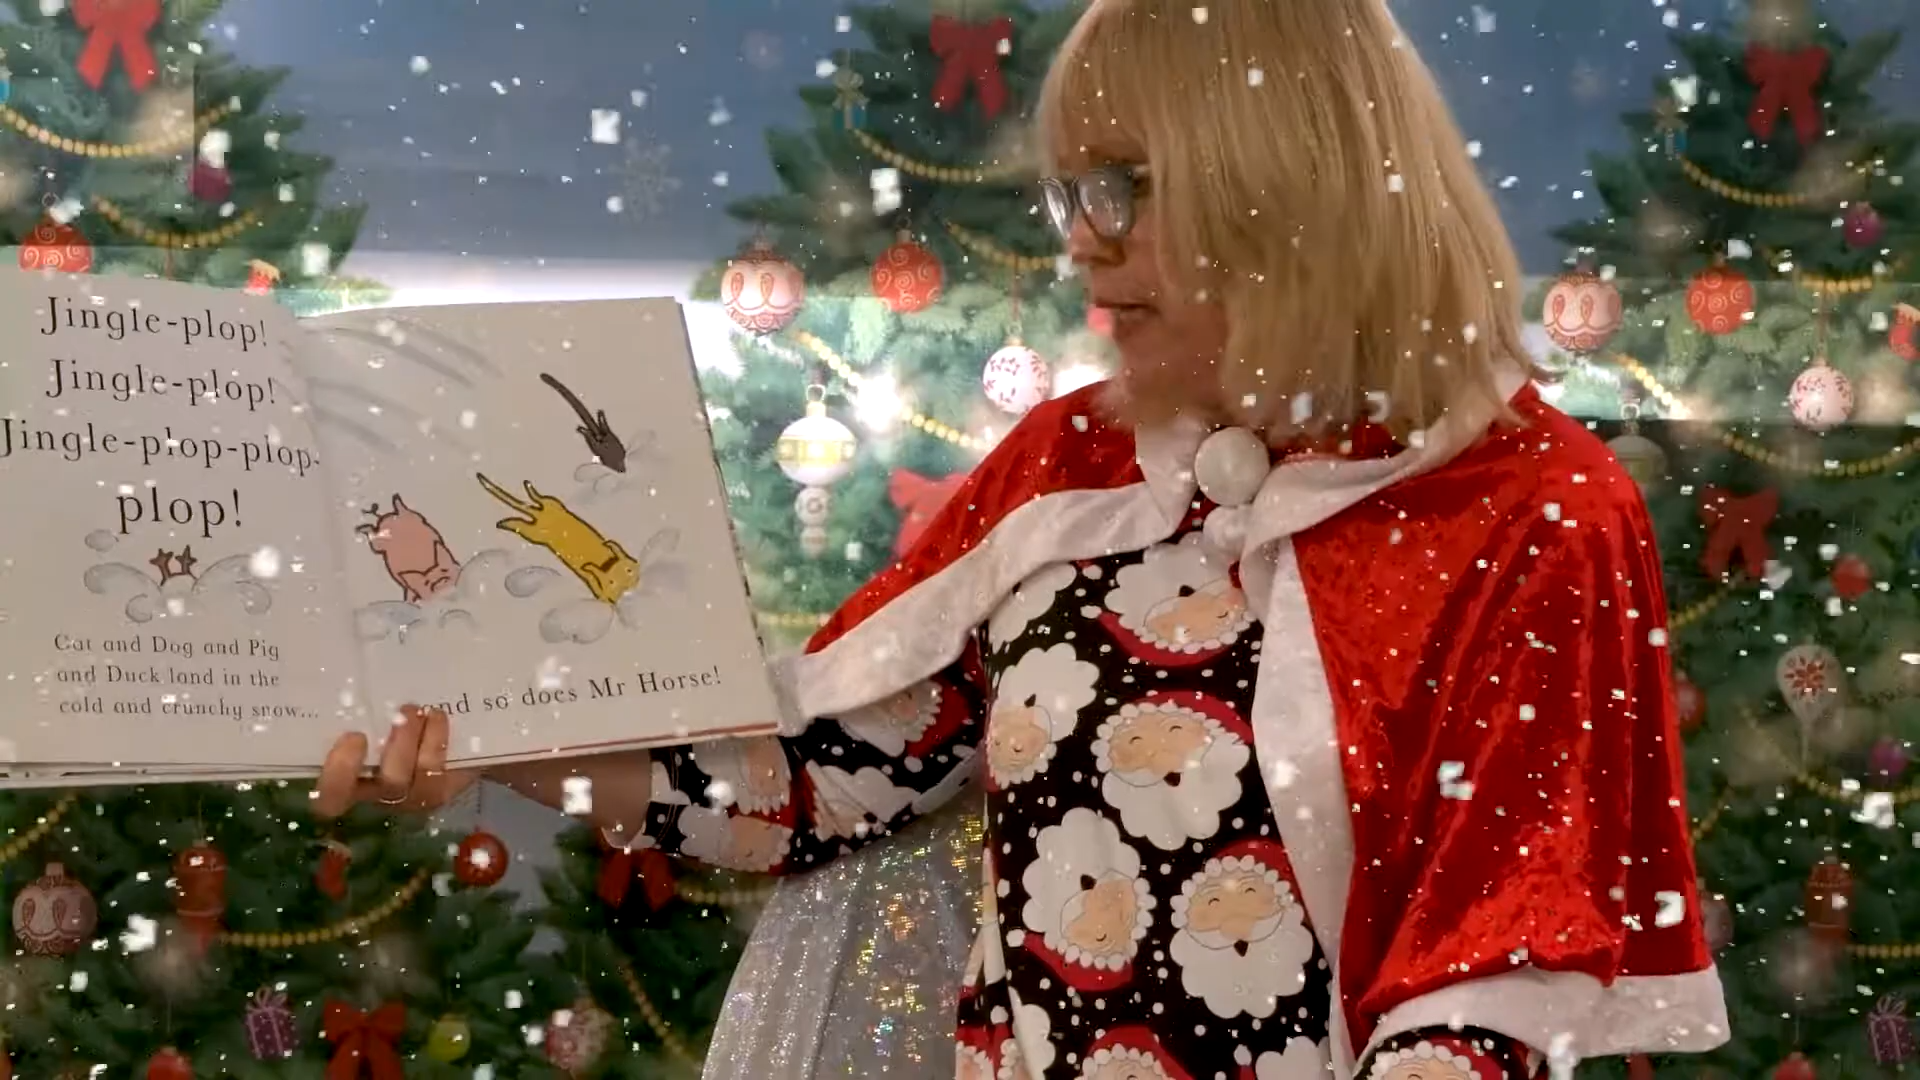 Jingle-plop!
Jingle-plop!
Jingle-plop-plop-
plop!
Cat and Dog and Pig
and Duck land in the
cold and crunchy snow...
and so does Mr Horse!